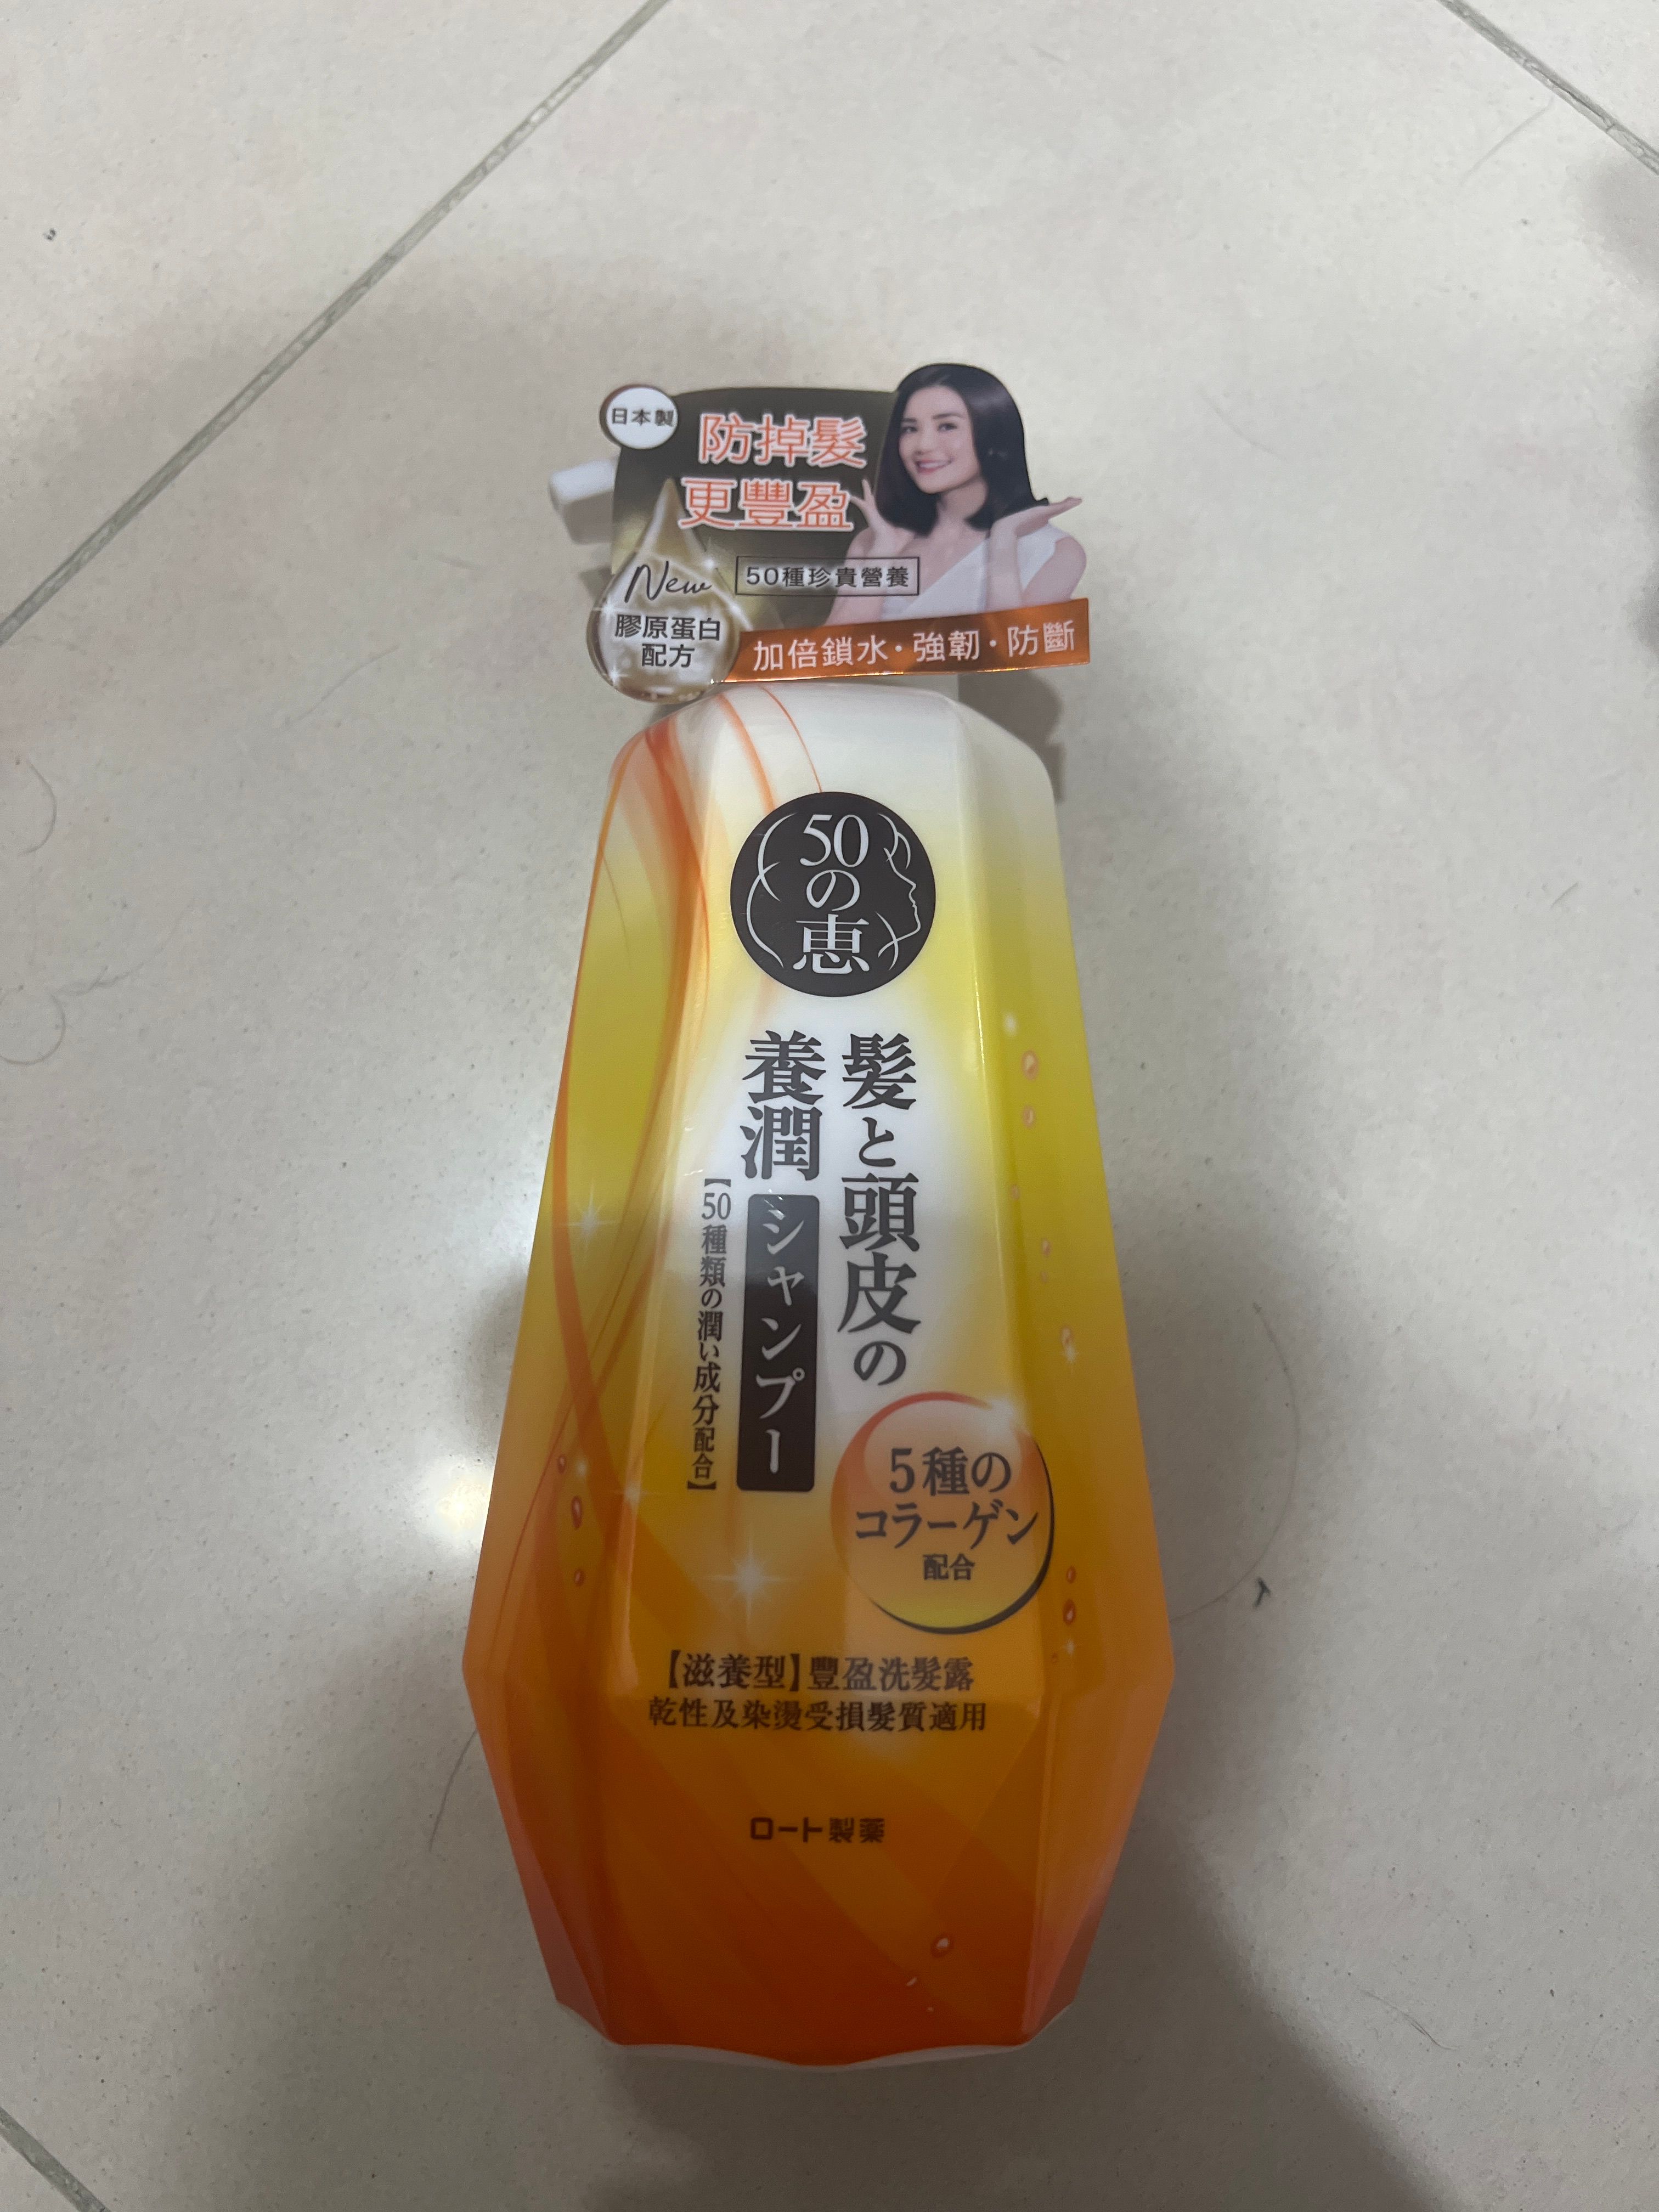 日本製
防掉髮
更豐盈
New
膠原蛋白
配方
50種珍貴營養
加倍鎖水・強韌・防斷
50の恵
髪と頭皮の
養潤
シャンプー
【50種類の潤い成分配合】
5種の
コラーゲン
配合
【滋養型】豐盈洗髮露
乾性及染燙受損髮質適用
ロート製薬